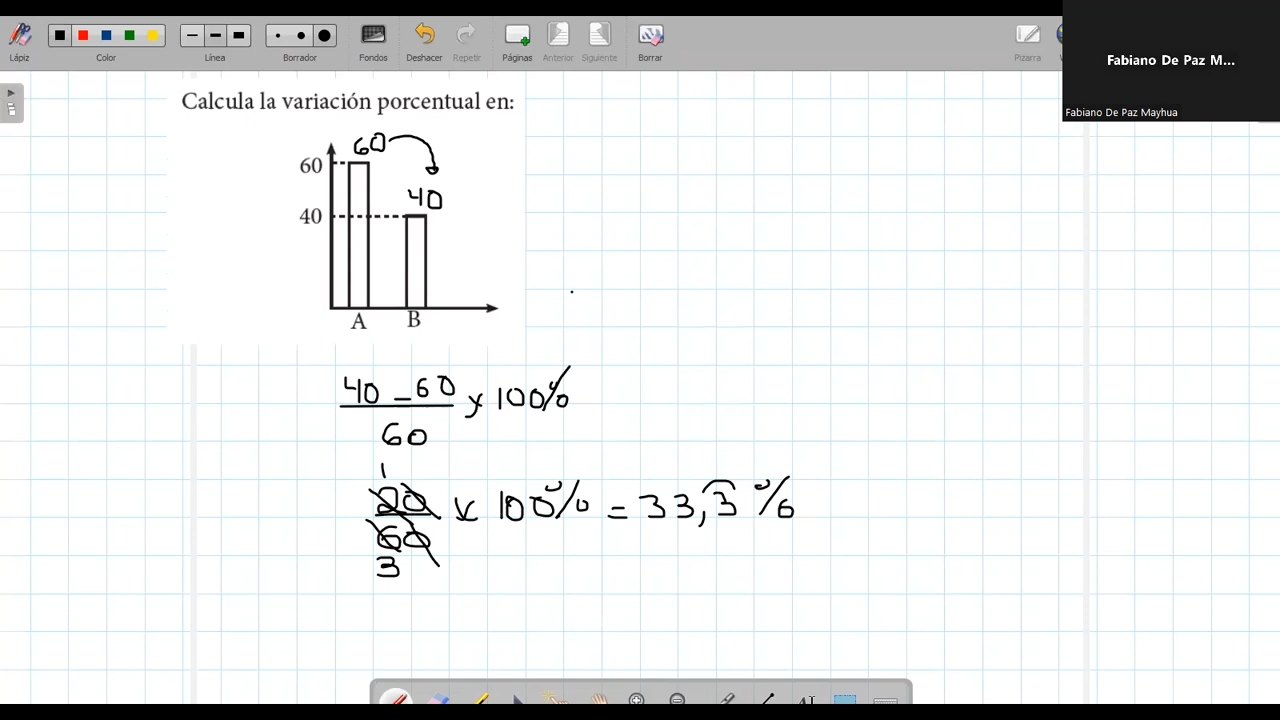 Lápiz Color Línea Borrador Fondos Deshacer Repetir Páginas Anterior Siguiente Borrar Pizarra
Fabiano De Paz M...
Fabiano De Paz Mayhua
Calcula la variación porcentual en:
60
60
40
40
A B
40 - 60 x 100%
60
1
20 x 100% = 33,3 %
60
3